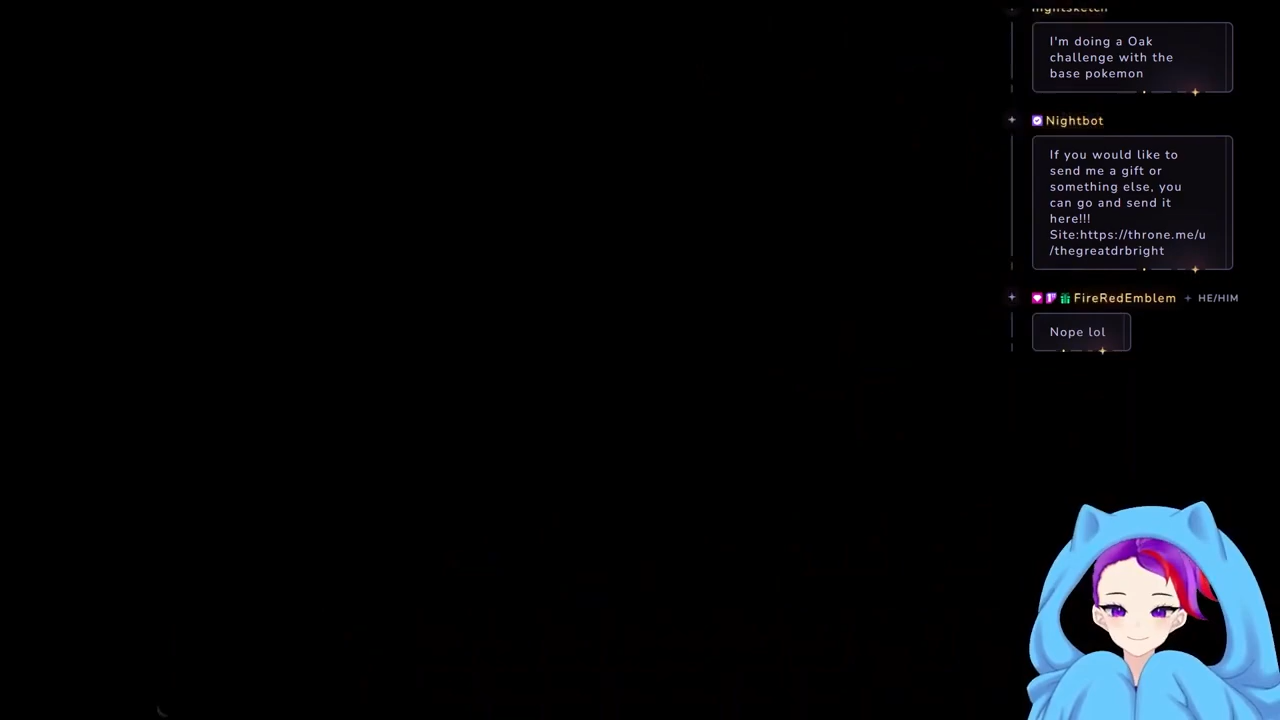 nightsketch
I'm doing a Oak
challenge with the
base pokemon
Nightbot
If you would like to
send me a gift or
something else, you
can go and send it
here!!!
Site:https://throne.me/u
/thegreatdrbright
FireRedEmblem HE/HIM
Nope lol